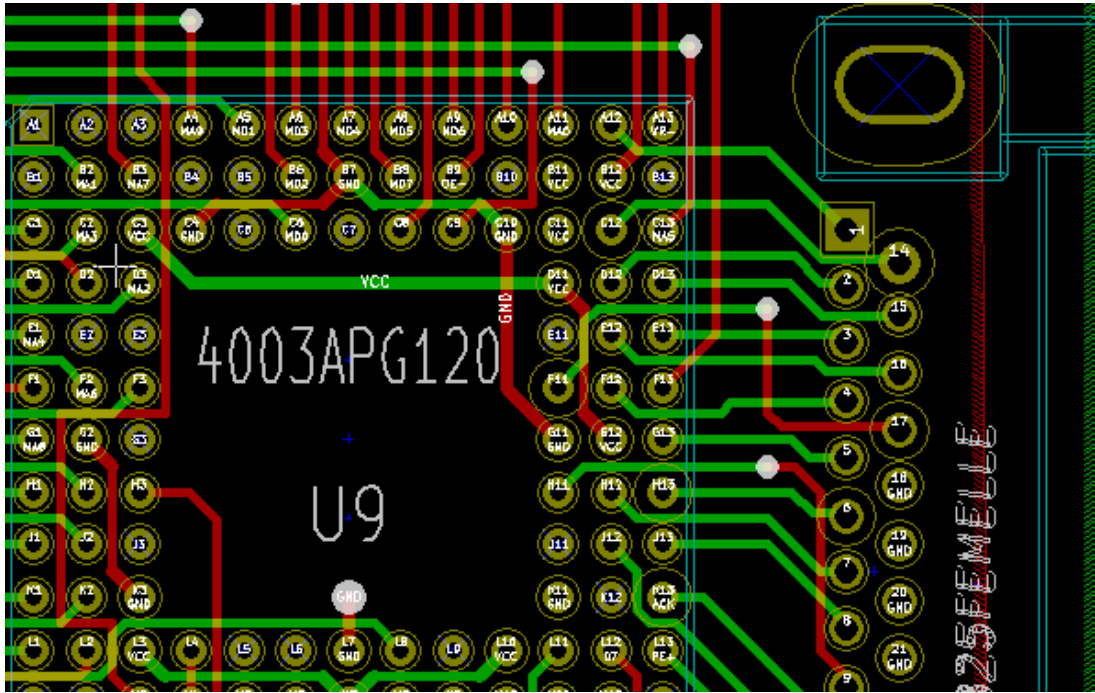 A1 A2 A3 A4 MA0 A5 MD1 A6 MD3 A7 MD4 A8 MD5 A9 MD6 A10 A11 MA0 A12 A13 VR-
B1 B2 MA1 B3 MA7 B4 B5 B6 MD2 B7 GND B8 MD7 B9 OE- B10 B11 VCC B12 VCC B13
C1 C2 MA3 C3 VCC C4 GND C6 MD0 C7 C8 C9 C10 GND C11 VCC C12 C13 MA5
1
14
D1 D2 D3 MA2 VCC D11 VCC D12 D13
2
15
GND
E1 MA4 E2 E3 E11 E12 E13
3
4003APG120
16
F1 F2 MA6 F3 F11 F12 F13
4
17
G1 G2 GND G3 G11 GND G12 VCC G13
5
H1 H2 H3 H11 H12 H13
18 GND
6
U9
J1 J2 J3 J11 J12 J13
19 GND
7
K1 K2 K3 GND GND K11 GND K12 K13 ACK
20 GND
8
L1 L2 L3 VCC L4 L5 L6 L7 GND L8 L9 L10 VCC L11 L12 D7 L13 PE+
21 GND
9